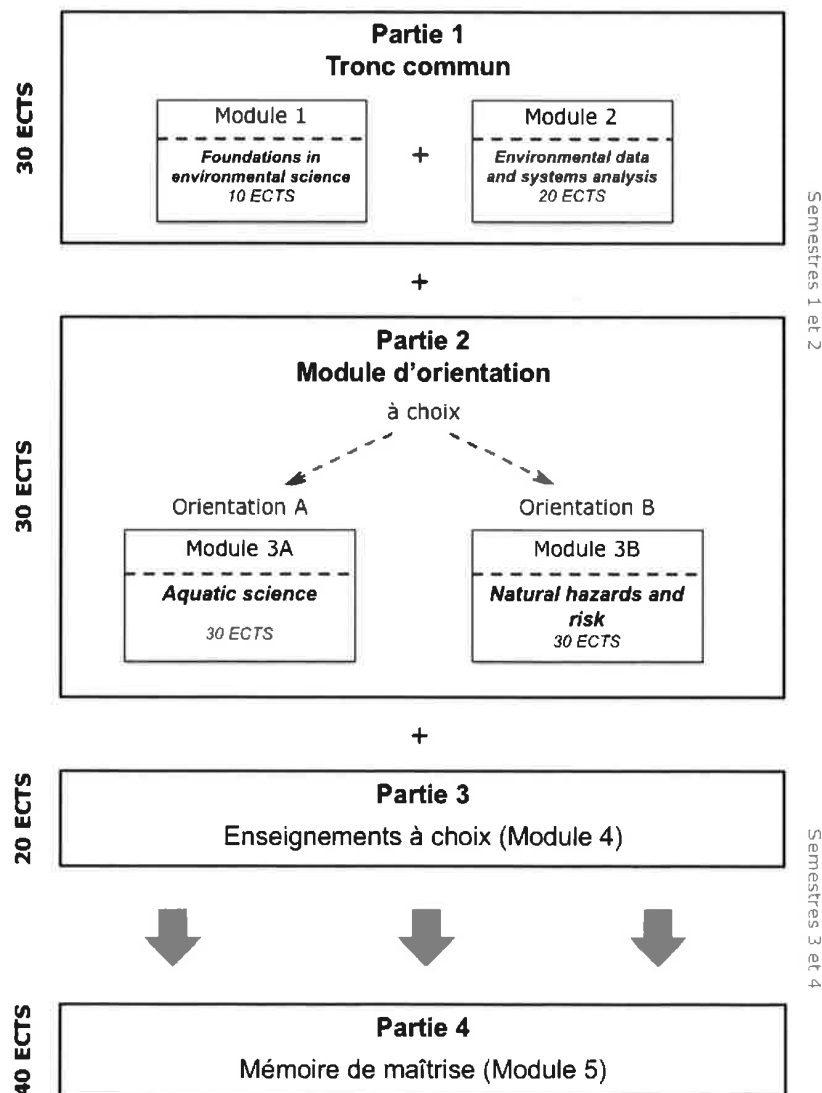 Partie 1
Tronc commun
30 ECTS
Module 1
Foundations in
environmental science
10 ECTS
+
Module 2
Environmental data
and systems analysis
20 ECTS
Semestres 1 et 2
+
Partie 2
Module d'orientation
à choix
30 ECTS
Orientation A
Module 3A
Aquatic science
30 ECTS
Orientation B
Module 3B
Natural hazards and
risk
30 ECTS
+
20 ECTS
Partie 3
Enseignements à choix (Module 4)
Semestres 3 et 4
40 ECTS
Partie 4
Mémoire de maîtrise (Module 5)